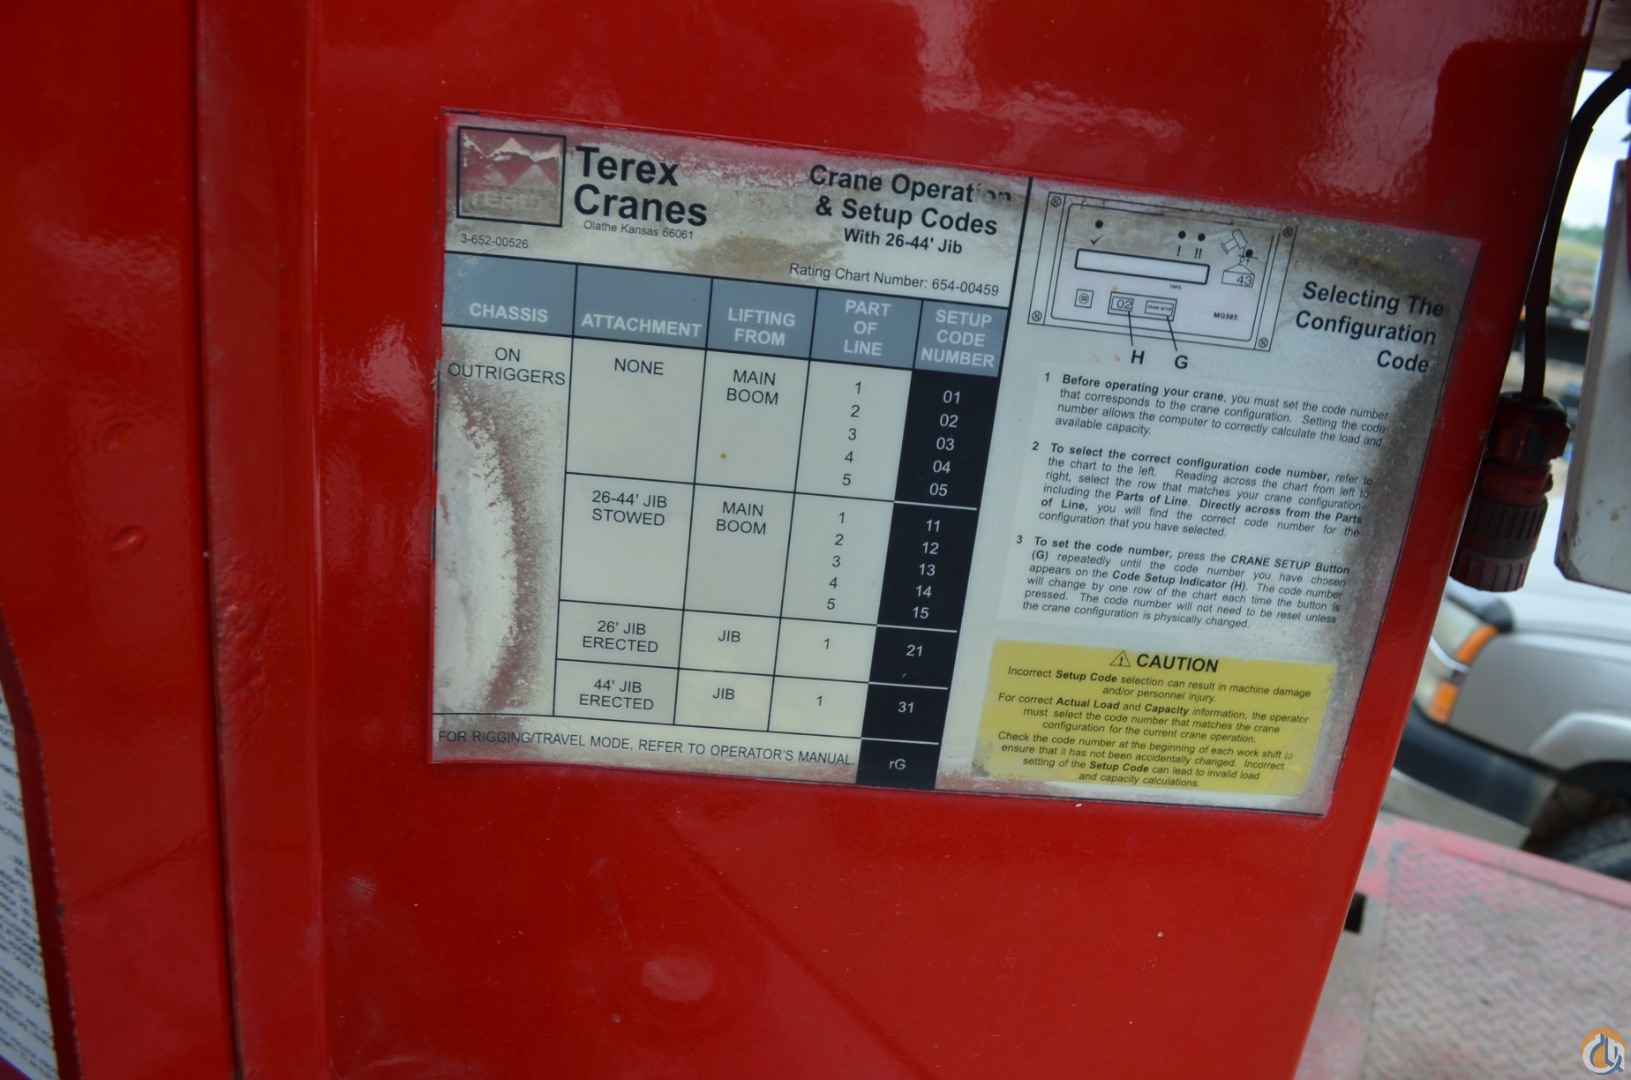 TEREX
Terex
Cranes
Olathe Kansas 66061
3-652-00526
Crane Operation
& Setup Codes
With 26-44' Jib
Rating Chart Number: 654-00459
CHASSIS ATTACHMENT LIFTING FROM PART OF LINE SETUP CODE NUMBER
ON
OUTRIGGERS
NONE
MAIN
BOOM
1 01
2 02
3 03
4 04
5 05
26-44' JIB
STOWED
MAIN
BOOM
1 11
2 12
3 13
4 14
5 15
26' JIB
ERECTED
JIB 1 21
44' JIB
ERECTED
JIB 1 31
FOR RIGGING/TRAVEL MODE, REFER TO OPERATOR'S MANUAL rG
! !!
43
02
H G
Selecting The
Configuration
Code
1 Before operating your crane, you must set the code number
that corresponds to the crane configuration. Setting the code
number allows the computer to correctly calculate the load and
available capacity.
2 To select the correct configuration code number, refer to
the chart to the left. Reading across the chart from left to
right, select the row that matches your crane configuration,
including the Parts of Line. Directly across from the Parts
of Line, you will find the correct code number for the
configuration that you have selected.
3 To set the code number, press the CRANE SETUP Button
(G) repeatedly until the code number you have chosen
appears on the Code Setup Indicator (H). The code number
will change by one row of the chart each time the button is
pressed. The code number will not need to be reset unless
the crane configuration is physically changed.
CAUTION
Incorrect Setup Code selection can result in machine damage
and/or personnel injury.
For correct Actual Load and Capacity information, the operator
must select the code number that matches the crane
configuration for the current crane operation.
Check the code number at the beginning of each work shift to
ensure that it has not been accidentally changed. Incorrect
setting of the Setup Code can lead to invalid load
and capacity calculations.